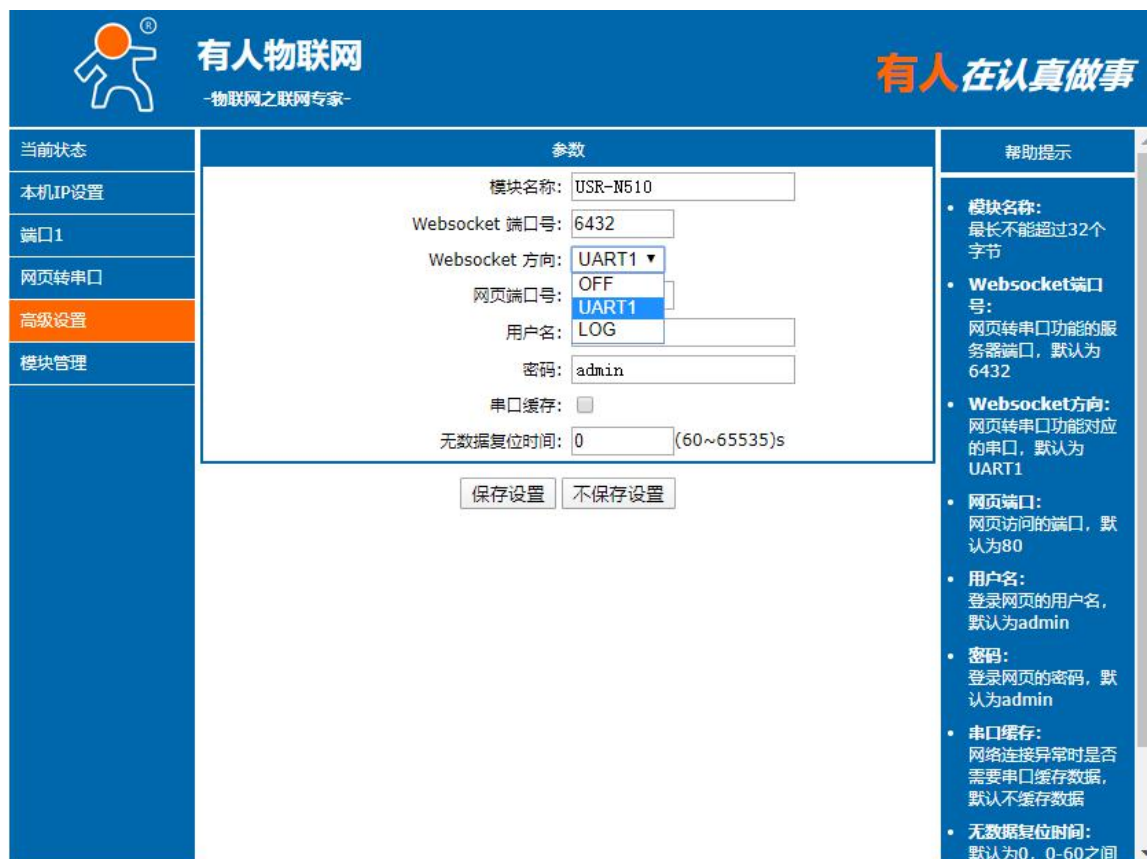 ®
有人物联网
-物联网之联网专家-
有人在认真做事
当前状态
本机IP设置
端口1
网页转串口
高级设置
模块管理
参数
模块名称: USR-N510
Websocket 端口号: 6432
Websocket 方向: UART1 ▼
OFF
UART1
LOG
网页端口号:
用户名:
密码: admin
串口缓存:
无数据复位时间: 0 (60~65535)s
保存设置 不保存设置
帮助提示
• 模块名称:
最长不能超过32个
字节
• Websocket端口
号:
网页转串口功能的服
务器端口，默认为
6432
• Websocket方向:
网页转串口功能对应
的串口，默认为
UART1
• 网页端口:
网页访问的端口，默
认为80
• 用户名:
登录网页的用户名，
默认为admin
• 密码:
登录网页的密码，默
认为admin
• 串口缓存:
网络连接异常时是否
需要串口缓存数据，
默认不缓存数据
• 无数据复位时间:
默认为0，0-60之间